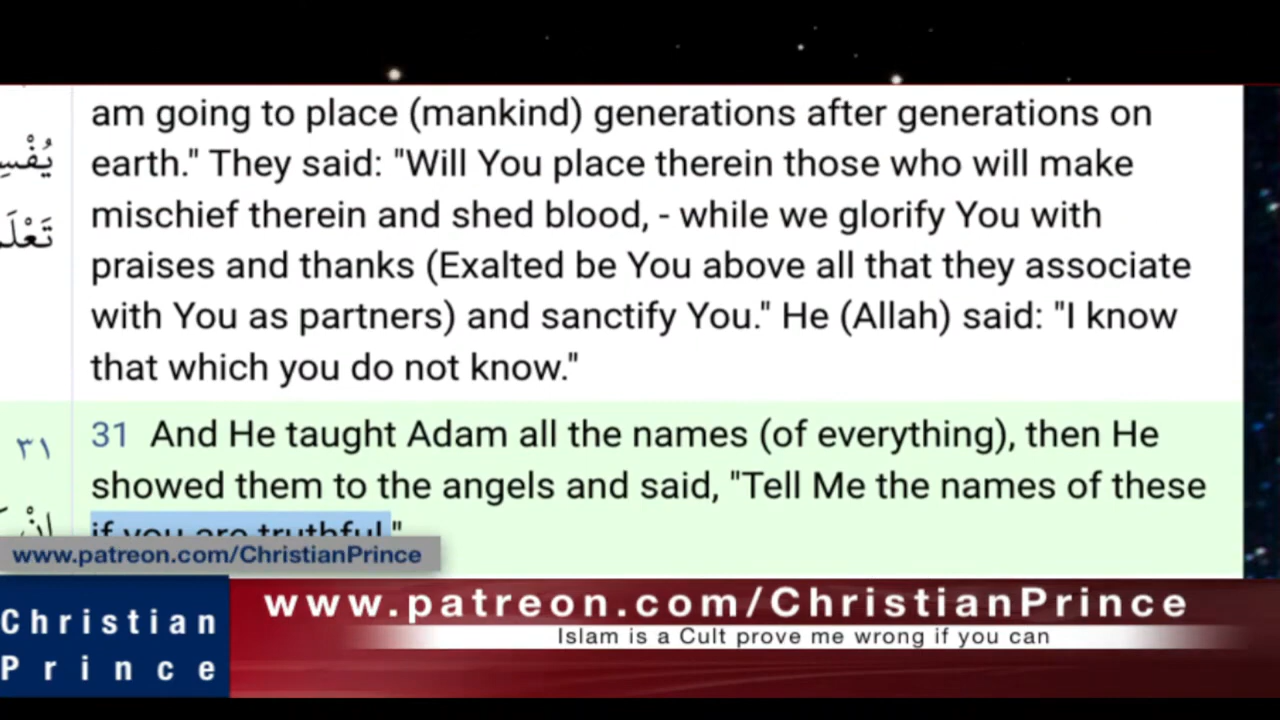 am going to place (mankind) generations after generations on
earth." They said: "Will You place therein those who will make
mischief therein and shed blood, - while we glorify You with
praises and thanks (Exalted be You above all that they associate
with You as partners) and sanctify You." He (Allah) said: "I know
that which you do not know."
٣١
31 And He taught Adam all the names (of everything), then He
showed them to the angels and said, "Tell Me the names of these
if you are truthful."
www.patreon.com/ChristianPrince
Christian
Prince
www.patreon.com/ChristianPrince
Islam is a Cult prove me wrong if you can